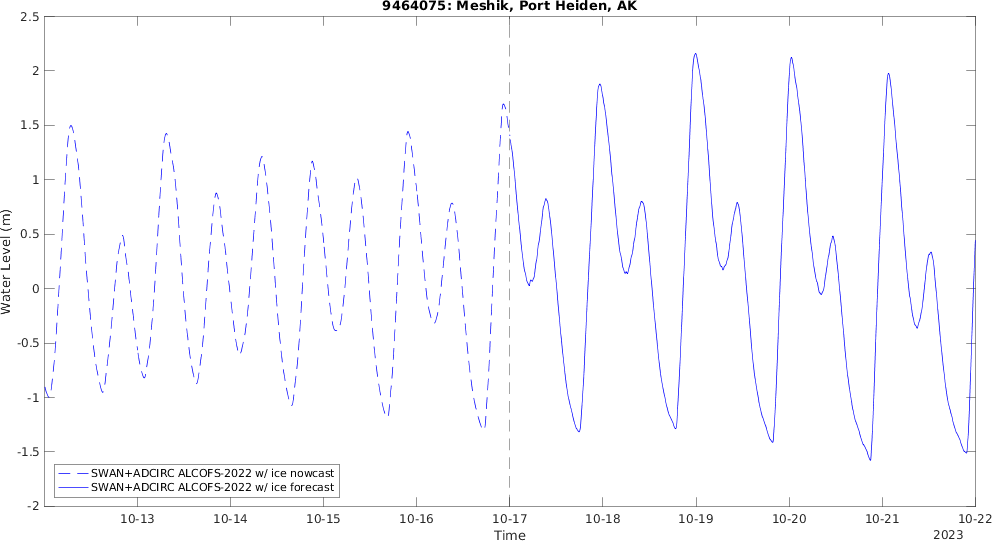 9464075: Meshik, Port Heiden, AK
2.5
2
1.5
1
0.5
0
-0.5
-1
-1.5
-2
Water Level (m)
SWAN+ADCIRC ALCOFS-2022 w/ ice nowcast
SWAN+ADCIRC ALCOFS-2022 w/ ice forecast
10-13 10-14 10-15 10-16 10-17 10-18 10-19 10-20 10-21 10-22
Time
2023